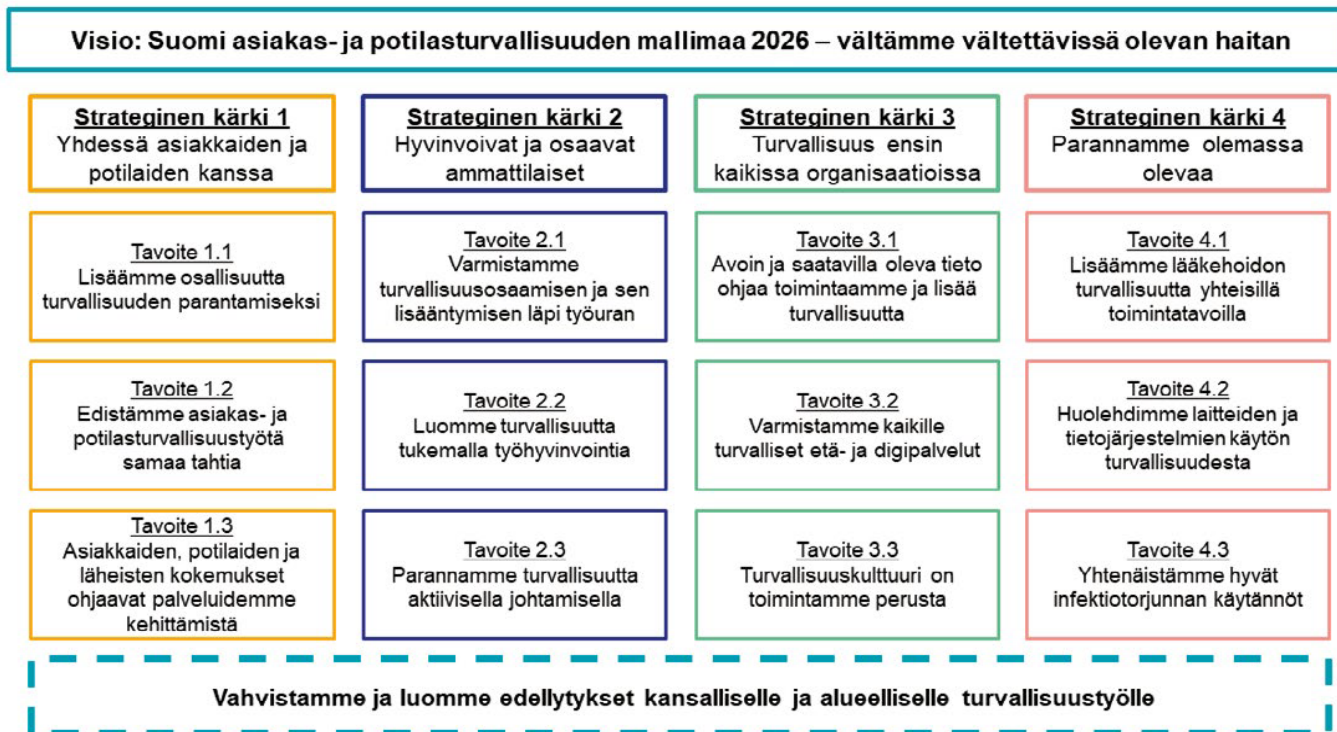 Visio: Suomi asiakas- ja potilasturvallisuuden mallimaa 2026 – vältämme vältettävissä olevan haitan
Strateginen kärki 1
Yhdessä asiakkaiden ja
potilaiden kanssa
Tavoite 1.1
Lisäämme osallisuutta
turvallisuuden parantamiseksi
Tavoite 1.2
Edistämme asiakas- ja
potilasturvallisuustyötä
samaa tahtia
Tavoite 1.3
Asiakkaiden, potilaiden ja
läheisten kokemukset
ohjaavat palveluidemme
kehittämistä
Strateginen kärki 2
Hyvinvoivat ja osaavat
ammattilaiset
Tavoite 2.1
Varmistamme
turvallisuusosaamisen ja sen
lisääntymisen läpi työuran
Tavoite 2.2
Luomme turvallisuutta
tukemalla työhyvinvointia
Tavoite 2.3
Parannamme turvallisuutta
aktiivisella johtamisella
Strateginen kärki 3
Turvallisuus ensin
kaikissa organisaatioissa
Tavoite 3.1
Avoin ja saatavilla oleva tieto
ohjaa toimintaamme ja lisää
turvallisuutta
Tavoite 3.2
Varmistamme kaikille
turvalliset etä- ja digipalvelut
Tavoite 3.3
Turvallisuuskulttuuri on
toimintamme perusta
Strateginen kärki 4
Parannamme olemassa
olevaa
Tavoite 4.1
Lisäämme lääkehoidon
turvallisuutta yhteisillä
toimintatavoilla
Tavoite 4.2
Huolehdimme laitteiden ja
tietojärjestelmien käytön
turvallisuudesta
Tavoite 4.3
Yhtenäistämme hyvät
infektiotorjunnan käytännöt
Vahvistamme ja luomme edellytykset kansalliselle ja alueelliselle turvallisuustyölle